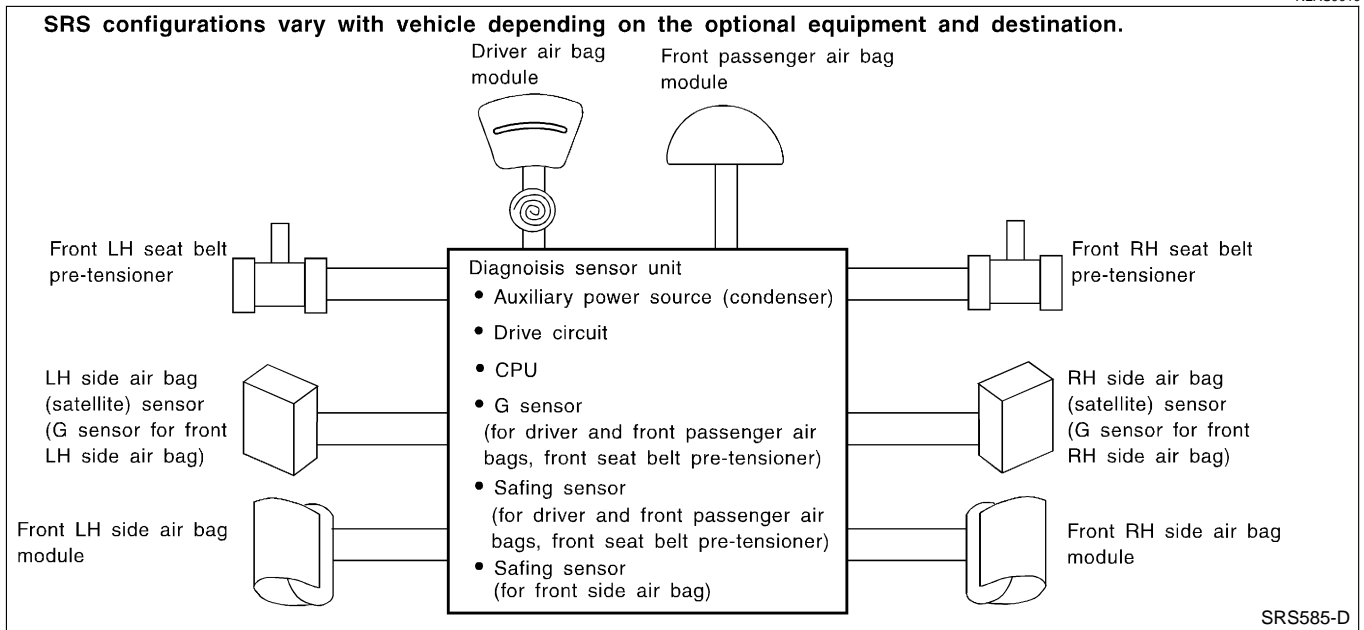 SRS configurations vary with vehicle depending on the optional equipment and destination.
Driver air bag
module
Front passenger air bag
module
Front LH seat belt
pre-tensioner
Front RH seat belt
pre-tensioner
LH side air bag
(satellite) sensor
(G sensor for front
LH side air bag)
RH side air bag
(satellite) sensor
(G sensor for front
RH side air bag)
Front LH side air bag
module
Front RH side air bag
module
Diagnoisis sensor unit
• Auxiliary power source (condenser)
• Drive circuit
• CPU
• G sensor
(for driver and front passenger air
bags, front seat belt pre-tensioner)
• Safing sensor
(for driver and front passenger air
bags, front seat belt pre-tensioner)
• Safing sensor
(for front side air bag)
SRS585-D